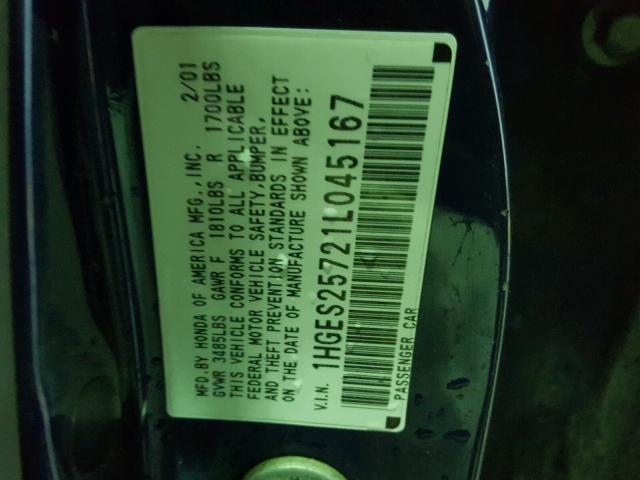 MFD.BY HONDA OF AMERICA MFG.,INC. 2/01
GVWR 3485LBS GAWR F 1810LBS R 1700LBS
THIS VEHICLE CONFORMS TO ALL APPLICABLE
FEDERAL MOTOR VEHICLE SAFETY,BUMPER,
AND THEFT PREVENTION STANDARDS IN EFFECT
ON DATE OF MANUFACTURE SHOWN ABOVE:
V.I.N. 1HGES25721L045167
PASSENGER CAR